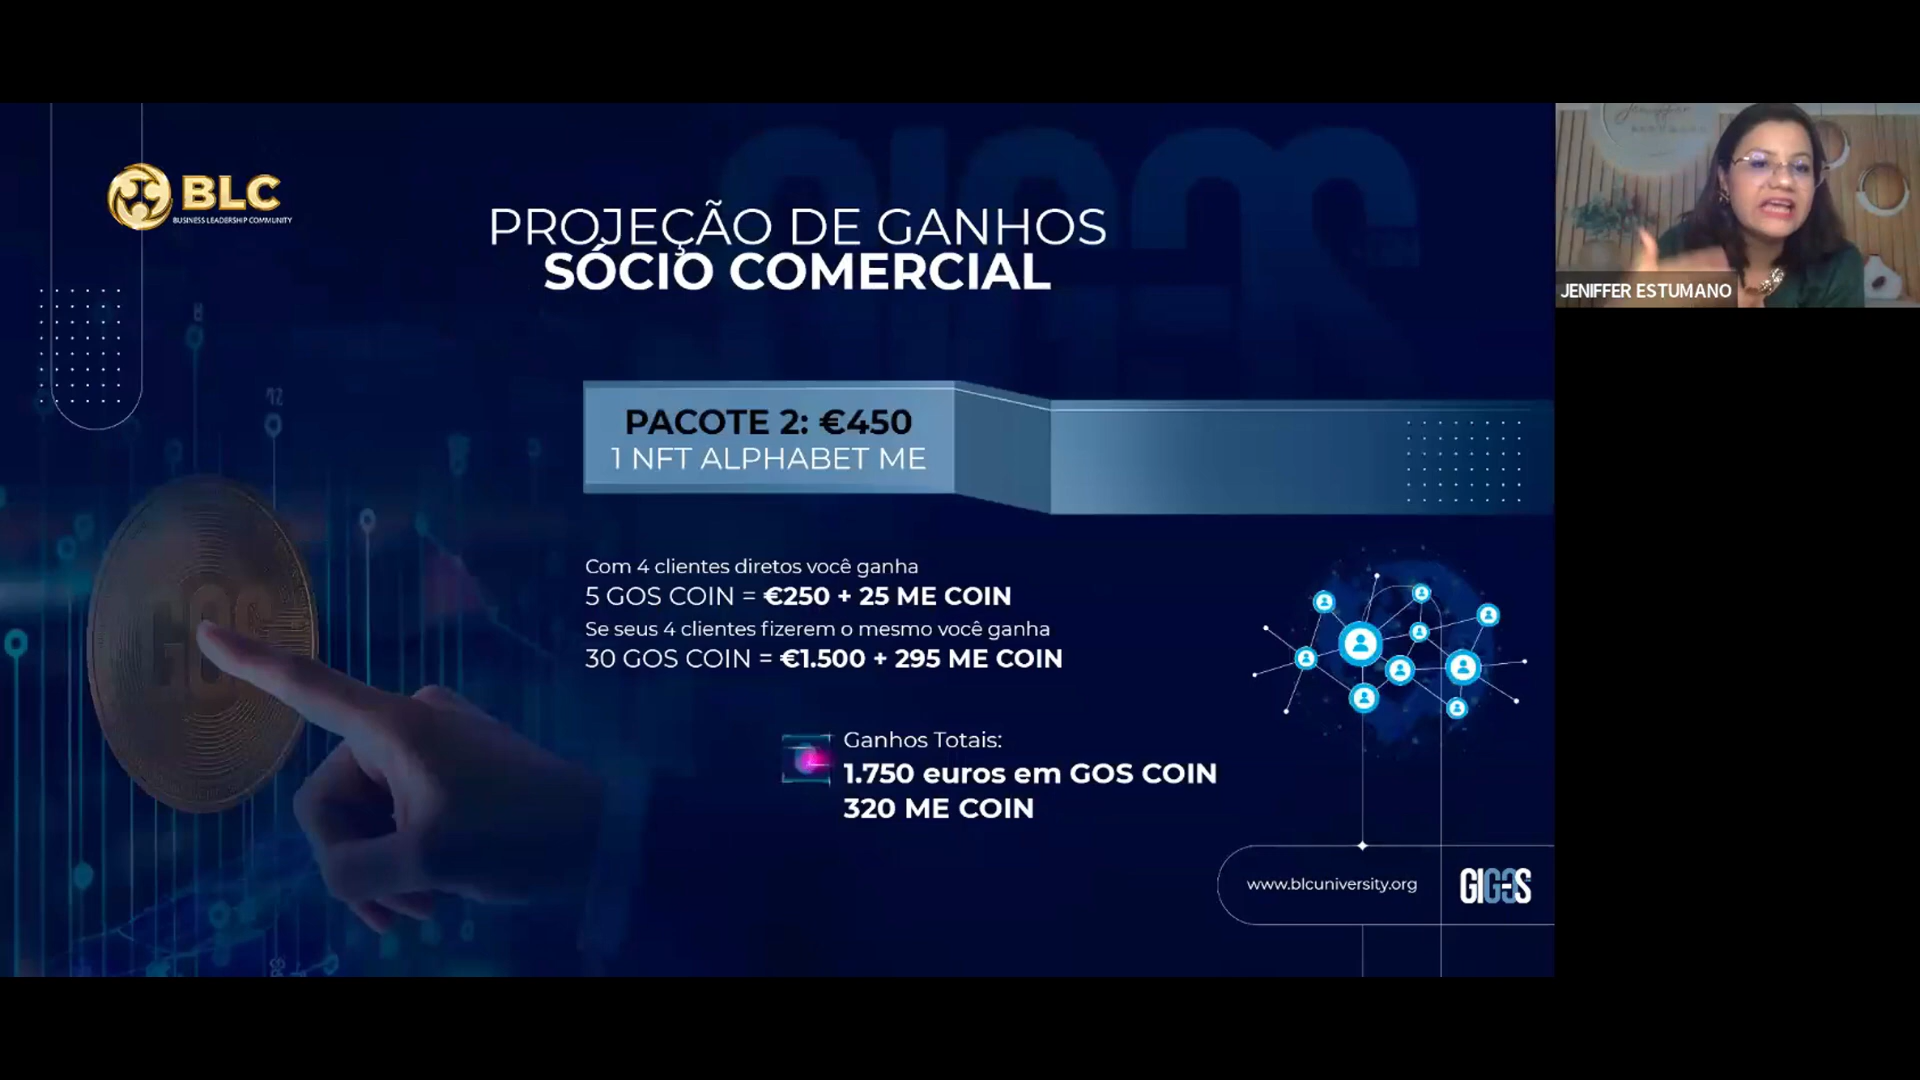 BLC
BUSINESS LEADERSHIP COMMUNITY
PROJEÇÃO DE GANHOS
SÓCIO COMERCIAL
PACOTE 2: €450
1 NFT ALPHABET ME
Com 4 clientes diretos você ganha
5 GOS COIN = €250 + 25 ME COIN
Se seus 4 clientes fizerem o mesmo você ganha
30 GOS COIN = €1.500 + 295 ME COIN
Ganhos Totais:
1.750 euros em GOS COIN
320 ME COIN
www.blcuniversity.org
GIGOS
GOS
8
12
JENIFFER ESTUMANO